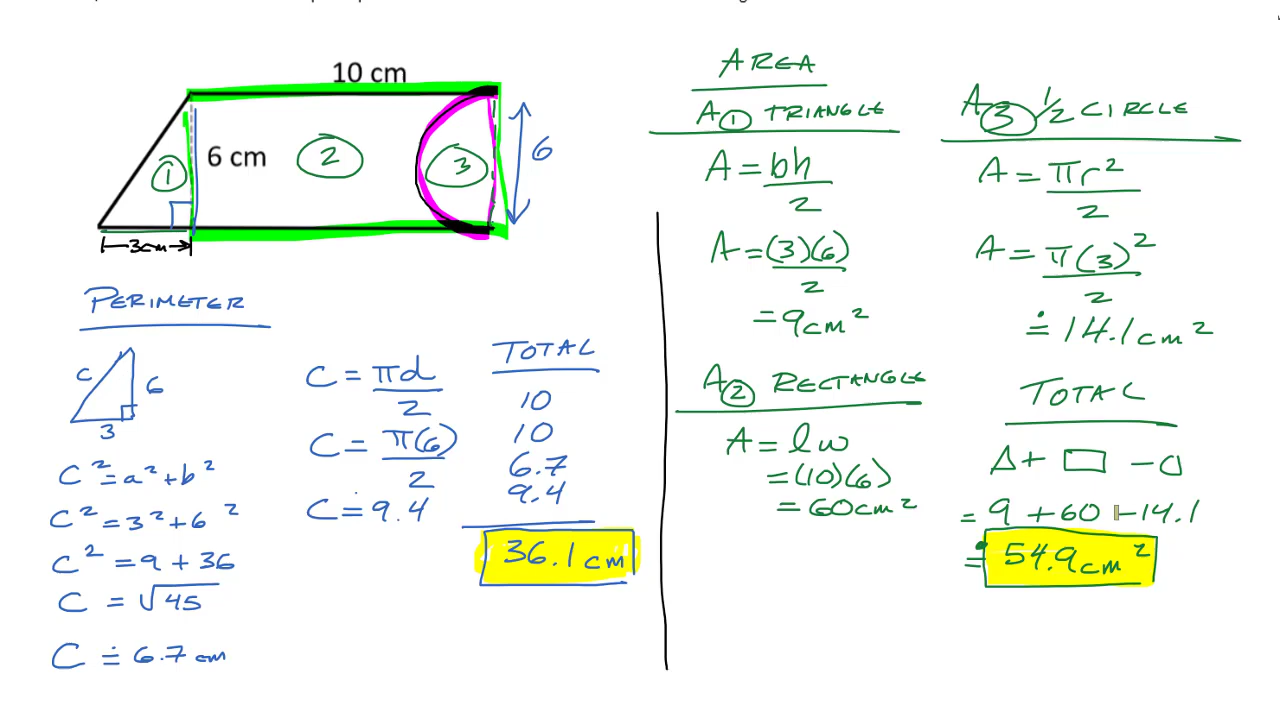 10 cm
6 cm
① ② ③
6
3cm
PERIMETER
c 6
3
C² = a² + b²
C² = 3² + 6²
C² = 9 + 36
C = √45
C ≐ 6.7 cm
C = πd/2
C = π(6)/2
C = 9.4
TOTAL
10
10
6.7
9.4
36.1 cm
AREA
A① TRIANGLE
A = bh/2
A = (3)(6)/2
= 9cm²
A② RECTANGLE
A = lw
= (10)(6)
= 60cm²
A③ 1/2 CIRCLE
A = πr²/2
A = π(3)²/2
≐ 14.1cm²
TOTAL
Δ + ▭ - D
= 9 + 60 - 14.1
≐ 54.9cm²